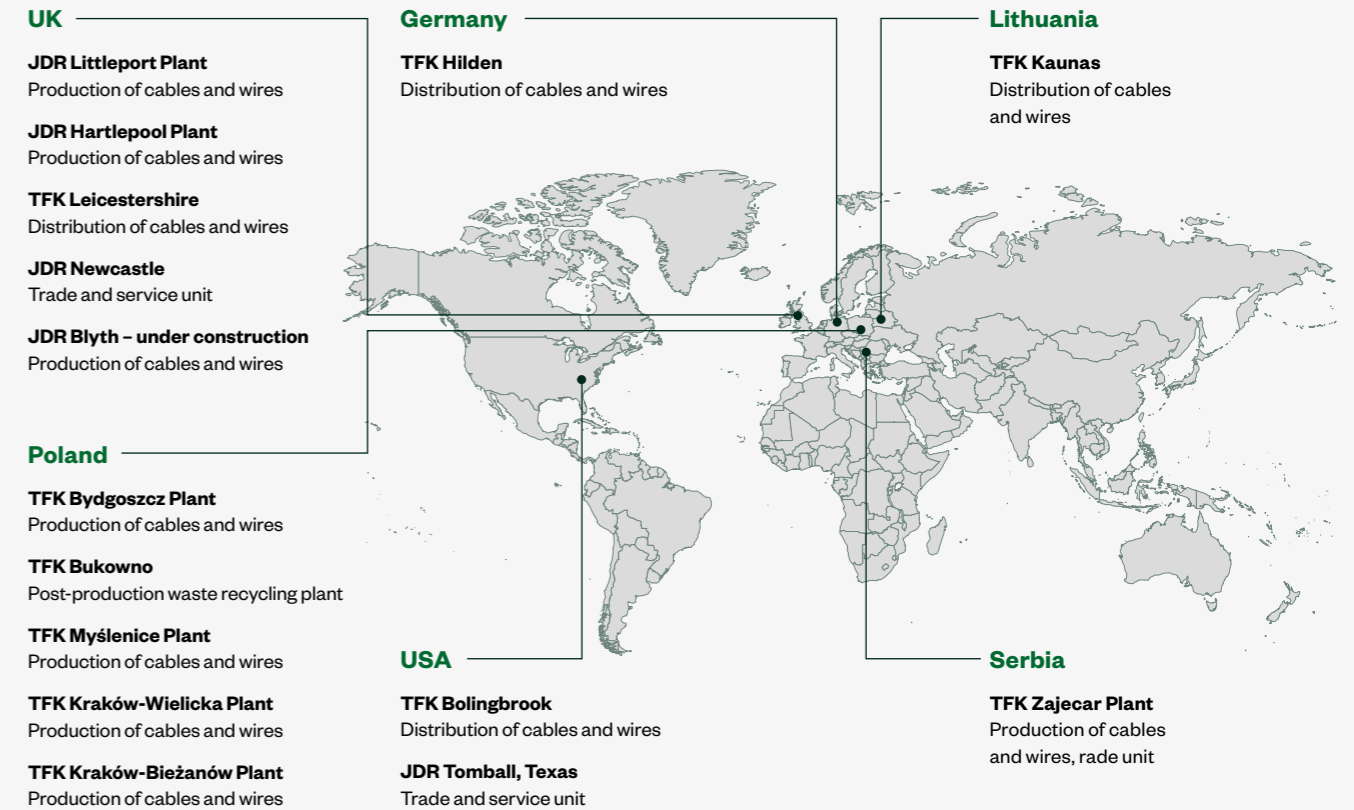 UK
JDR Littleport Plant
Production of cables and wires
JDR Hartlepool Plant
Production of cables and wires
TFK Leicestershire
Distribution of cables and wires
JDR Newcastle
Trade and service unit
JDR Blyth – under construction
Production of cables and wires
Germany
TFK Hilden
Distribution of cables and wires
Lithuania
TFK Kaunas
Distribution of cables
and wires
Poland
TFK Bydgoszcz Plant
Production of cables and wires
TFK Bukowno
Post-production waste recycling plant
TFK Myślenice Plant
Production of cables and wires
TFK Kraków-Wielicka Plant
Production of cables and wires
TFK Kraków-Bieżanów Plant
Production of cables and wires
USA
TFK Bolingbrook
Distribution of cables and wires
JDR Tomball, Texas
Trade and service unit
Serbia
TFK Zajecar Plant
Production of cables
and wires, rade unit